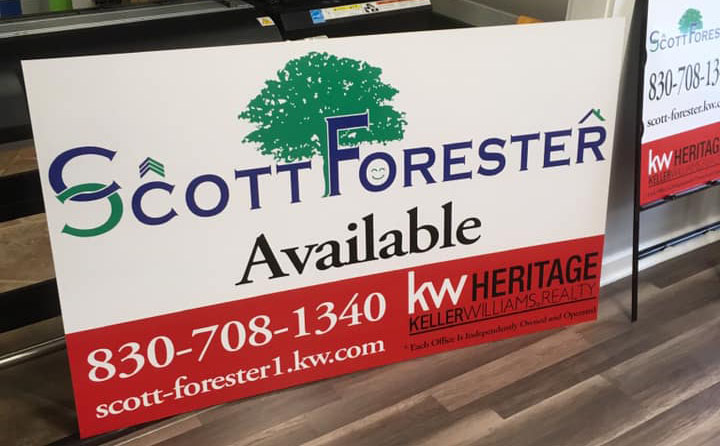 SCOTT FORESTER
Available
830-708-1340
scott-forester1.kw.com
kw HERITAGE
KELLERWILLIAMS.REALTY
* Each Office Is Independently Owned and Operated
SCOTT FORESTER
830-708-13
scott-forester.kw.c
kw HERITAGE